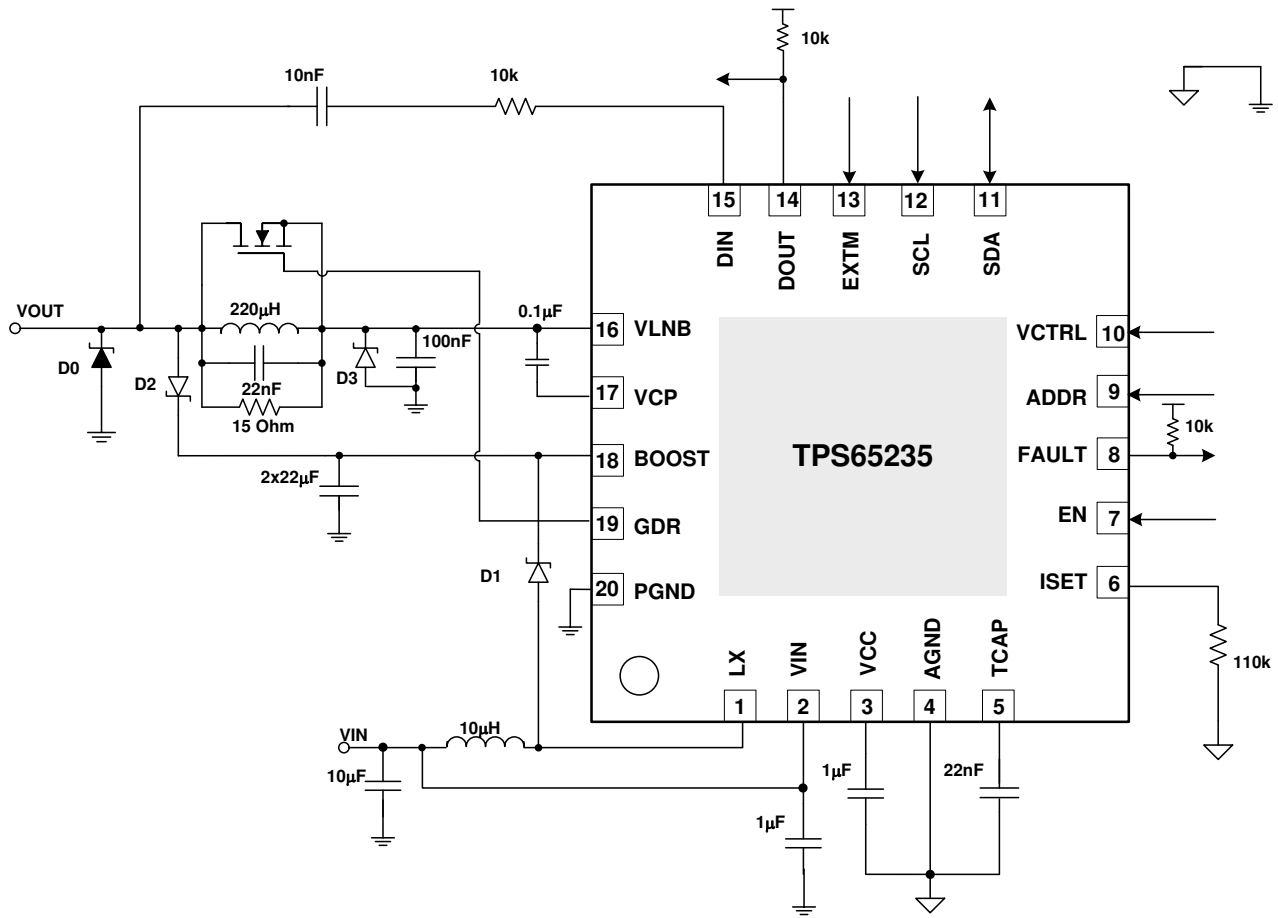 10k
10nF
10k
15
14
13
12
11
DIN
DOUT
EXTM
SCL
SDA
VOUT
220µH
0.1µF
16 VLNB
VCTRL 10
D0
D2
D3
100nF
22nF
15 Ohm
17 VCP
ADDR 9
10k
2x22µF
18 BOOST
TPS65235
FAULT 8
19 GDR
EN 7
D1
20 PGND
ISET 6
110k
LX
VIN
VCC
AGND
TCAP
1
2
3
4
5
VIN
10µH
10µF
1µF
1µF
22nF